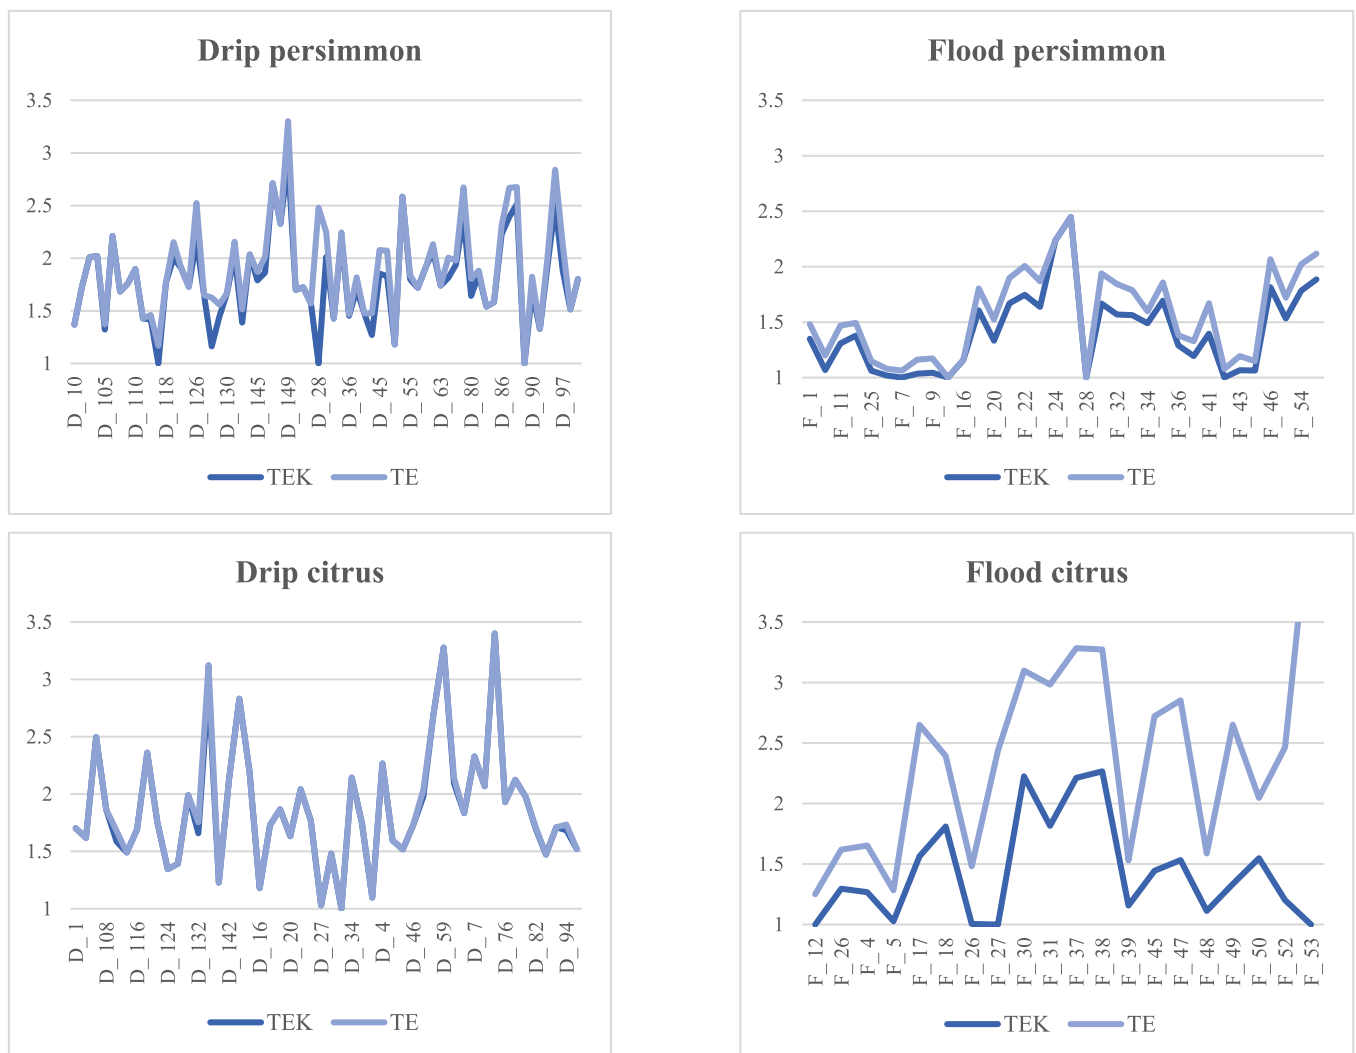 Drip persimmon
3.5
3
2.5
2
1.5
1
D_10
D_105
D_110
D_118
D_126
D_130
D_145
D_149
D_28
D_36
D_45
D_55
D_63
D_80
D_86
D_90
D_97
TEK TE
Flood persimmon
3.5
3
2.5
2
1.5
1
F_1
F_11
F_25
F_7
F_9
F_16
F_20
F_22
F_24
F_28
F_32
F_34
F_36
F_41
F_43
F_46
F_54
TEK TE
Drip citrus
3.5
3
2.5
2
1.5
1
D_1
D_108
D_116
D_124
D_132
D_142
D_16
D_20
D_27
D_34
D_4
D_46
D_59
D_7
D_76
D_82
D_94
TEK TE
Flood citrus
3.5
3
2.5
2
1.5
1
F_12
F_26
F_4
F_5
F_17
F_18
F_26
F_27
F_30
F_31
F_37
F_38
F_39
F_45
F_47
F_48
F_49
F_50
F_52
F_53
TEK TE